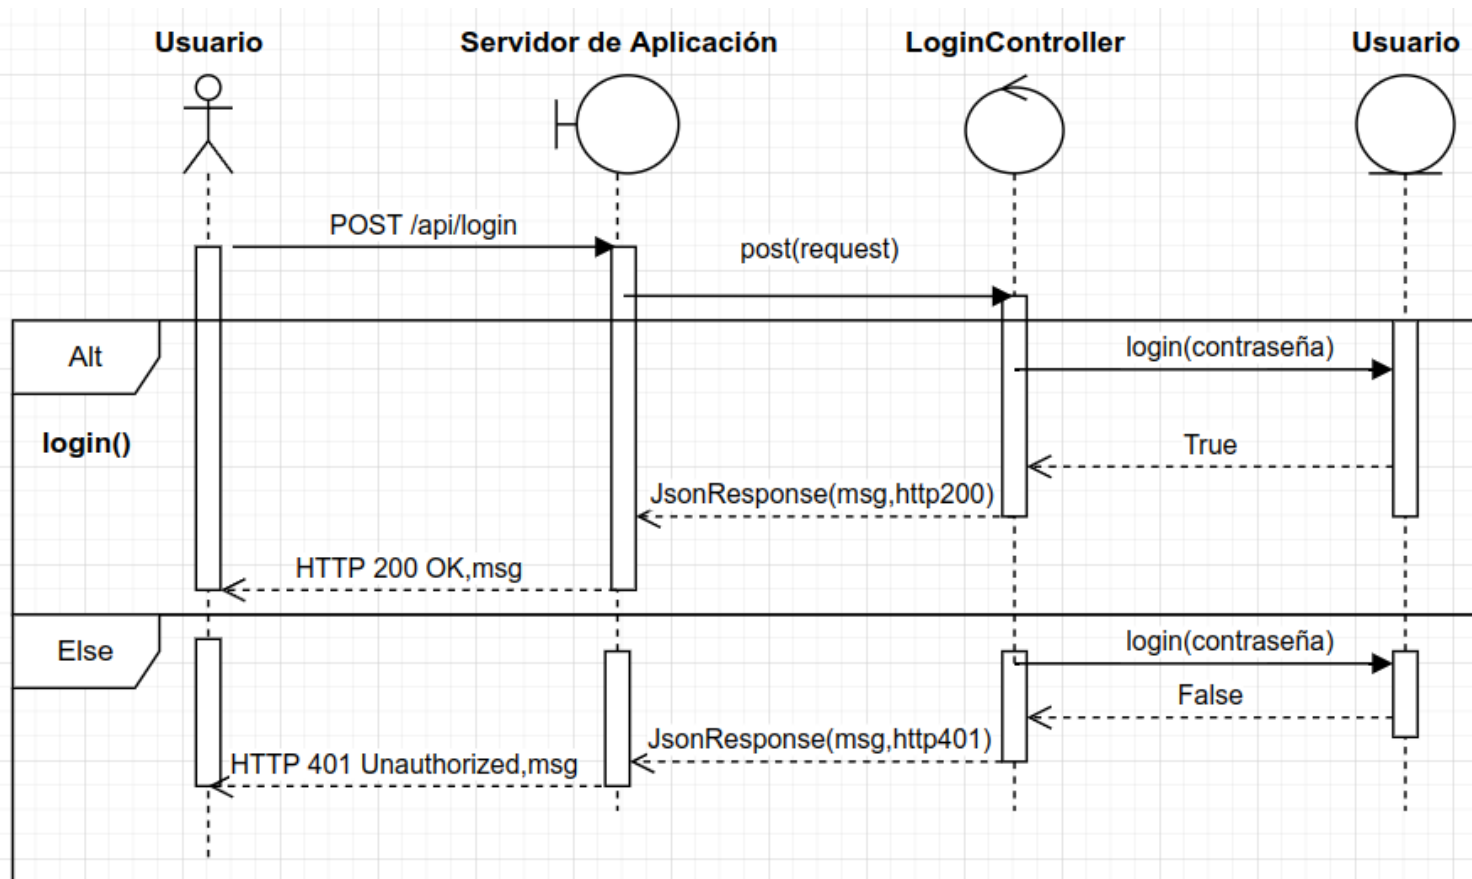 Usuario
Servidor de Aplicación
LoginController
Usuario
POST /api/login
post(request)
Alt
login(contraseña)
login()
True
JsonResponse(msg,http200)
HTTP 200 OK,msg
Else
login(contraseña)
False
JsonResponse(msg,http401)
HTTP 401 Unauthorized,msg